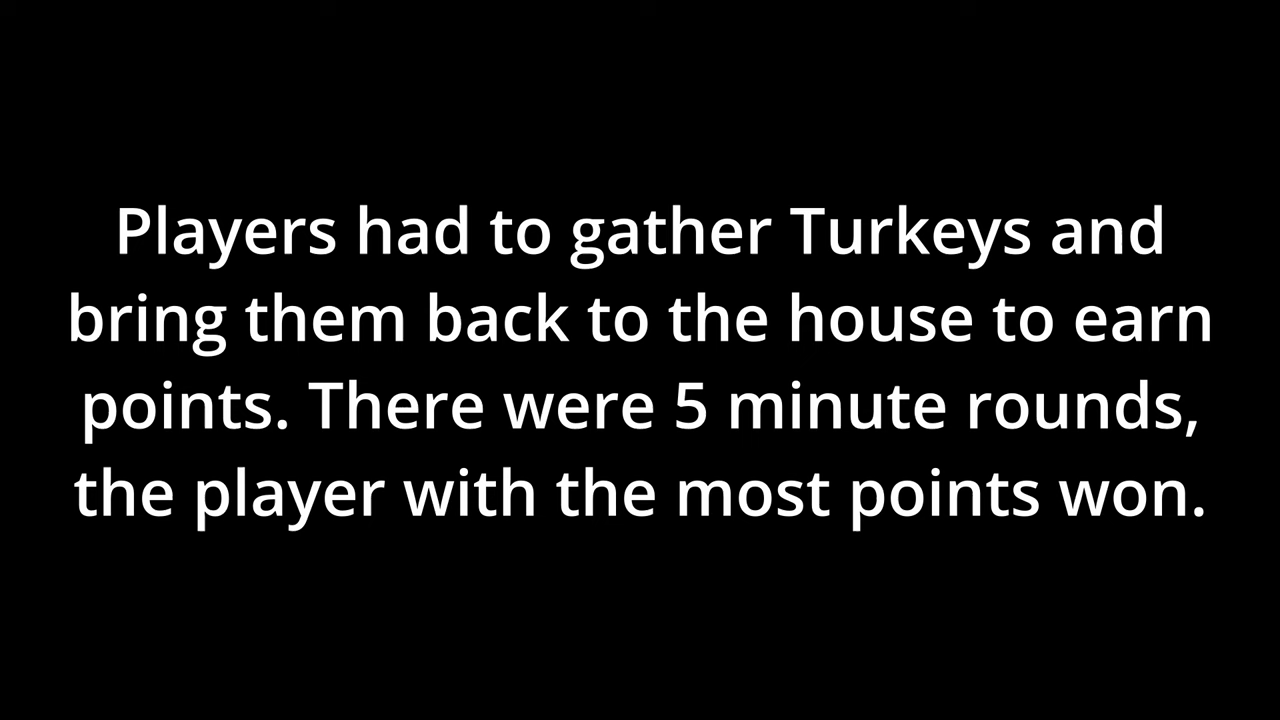 Players had to gather Turkeys and
bring them back to the house to earn
points. There were 5 minute rounds,
the player with the most points won.